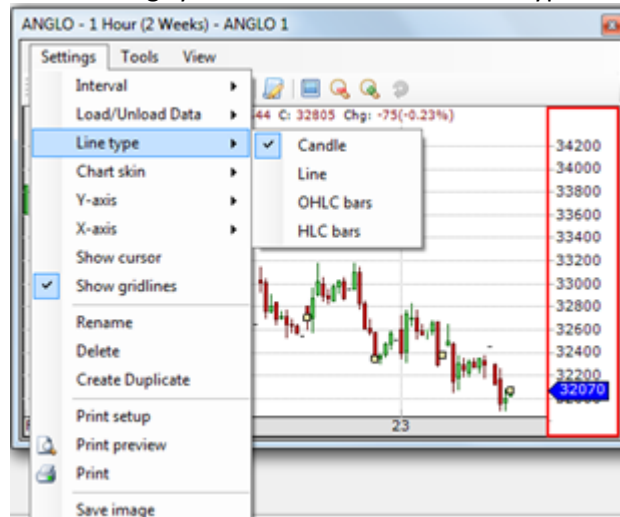 ANGLO - 1 Hour (2 Weeks) - ANGLO 1
Settings Tools View
Interval
Load/Unload Data
44 C: 32805 Chg: -75(-0.23%)
Line type
Candle
Chart skin
Line
Y-axis
OHLC bars
X-axis
HLC bars
Show cursor
Show gridlines
Rename
Delete
Create Duplicate
Print setup
Print preview
Print
Save image
34200
34000
33800
33600
33400
33200
33000
32800
32600
32400
32200
32070
23